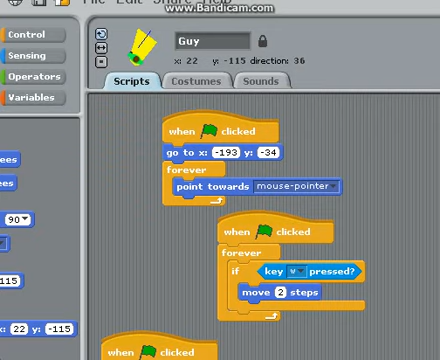 File Edit Share Help
www.Bandicam.com
Control
Sensing
Operators
Variables
Guy
x: 22 y: -115 direction: 36
Scripts Costumes Sounds
when clicked
go to x: -193 y: -34
forever
point towards mouse-pointer
when clicked
forever
if key v pressed?
move 2 steps
when clicked
90
x: 22 y: -115